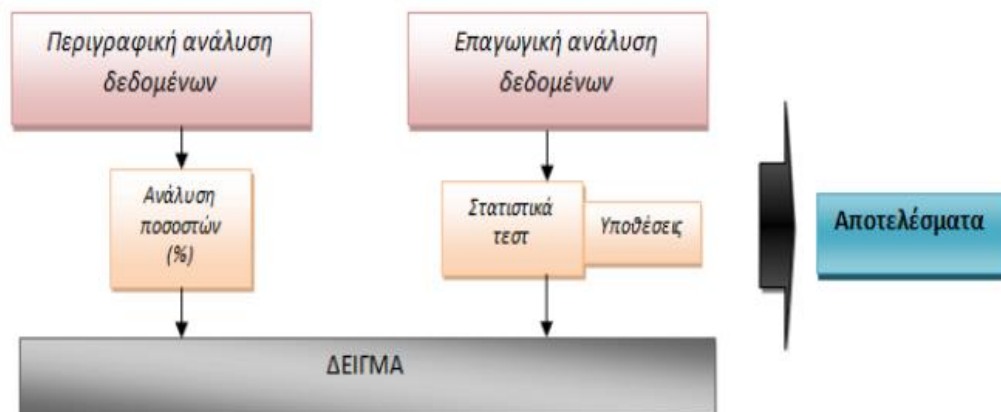 Περιγραφική ανάλυση
δεδομένων
Επαγωγική ανάλυση
δεδομένων
Ανάλυση
ποσοστών
(%)
Στατιστικά
τεστ
Υποθέσεις
Αποτελέσματα
ΔΕΙΓΜΑ